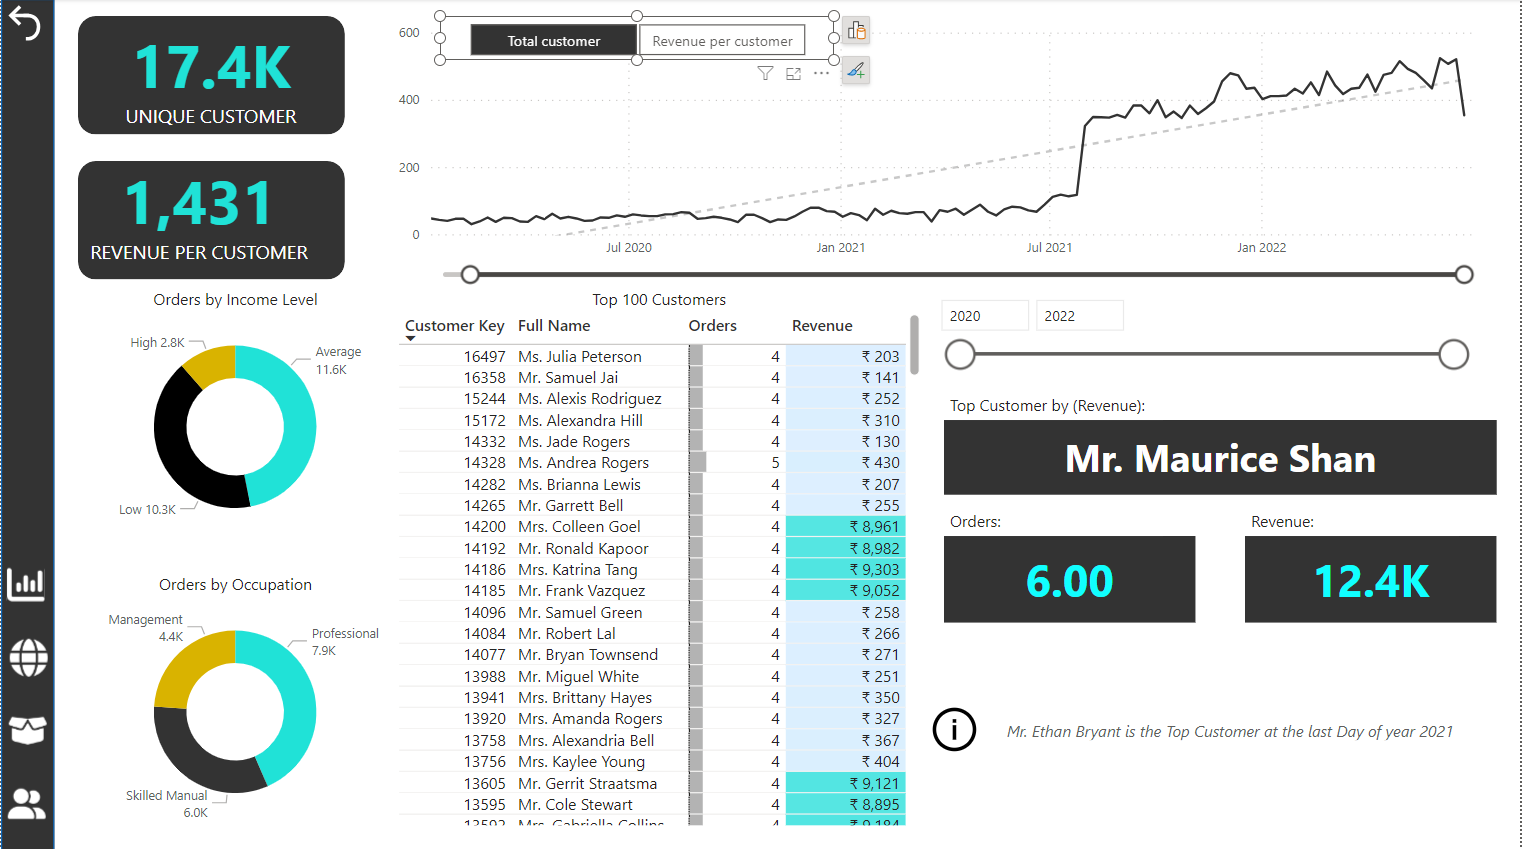 17.4K
UNIQUE CUSTOMER
1,431
REVENUE PER CUSTOMER
Total customer
Revenue per customer
600
400
200
0
Jul 2020
Jan 2021
Jul 2021
Jan 2022
Orders by Income Level
High 2.8K
Average
11.6K
Low 10.3K
Orders by Occupation
Management
4.4K
Professional
7.9K
Skilled Manual
6.0K
Top 100 Customers
Customer Key Full Name Orders Revenue
16497 Ms. Julia Peterson 4 ₹ 203
16358 Mr. Samuel Jai 4 ₹ 141
15244 Ms. Alexis Rodriguez 4 ₹ 252
15172 Ms. Alexandra Hill 4 ₹ 310
14332 Ms. Jade Rogers 4 ₹ 130
14328 Ms. Andrea Rogers 5 ₹ 430
14282 Ms. Brianna Lewis 4 ₹ 207
14265 Mr. Garrett Bell 4 ₹ 255
14200 Mrs. Colleen Goel 4 ₹ 8,961
14192 Mr. Ronald Kapoor 4 ₹ 8,982
14186 Mrs. Katrina Tang 4 ₹ 9,303
14185 Mr. Frank Vazquez 4 ₹ 9,052
14096 Mr. Samuel Green 4 ₹ 258
14084 Mr. Robert Lal 4 ₹ 266
14077 Mr. Bryan Townsend 4 ₹ 271
13988 Mr. Miguel White 4 ₹ 251
13941 Mrs. Brittany Hayes 4 ₹ 350
13920 Mrs. Amanda Rogers 4 ₹ 327
13758 Mrs. Alexandria Bell 4 ₹ 367
13756 Mrs. Kaylee Young 4 ₹ 404
13605 Mr. Gerrit Straatsma 4 ₹ 9,121
13595 Mr. Cole Stewart 4 ₹ 8,895
13592 Mrs. Gabriella Collins 4 ₹ 9,184
2020
2022
Top Customer by (Revenue):
Mr. Maurice Shan
Orders:
Revenue:
6.00
12.4K
Mr. Ethan Bryant is the Top Customer at the last Day of year 2021